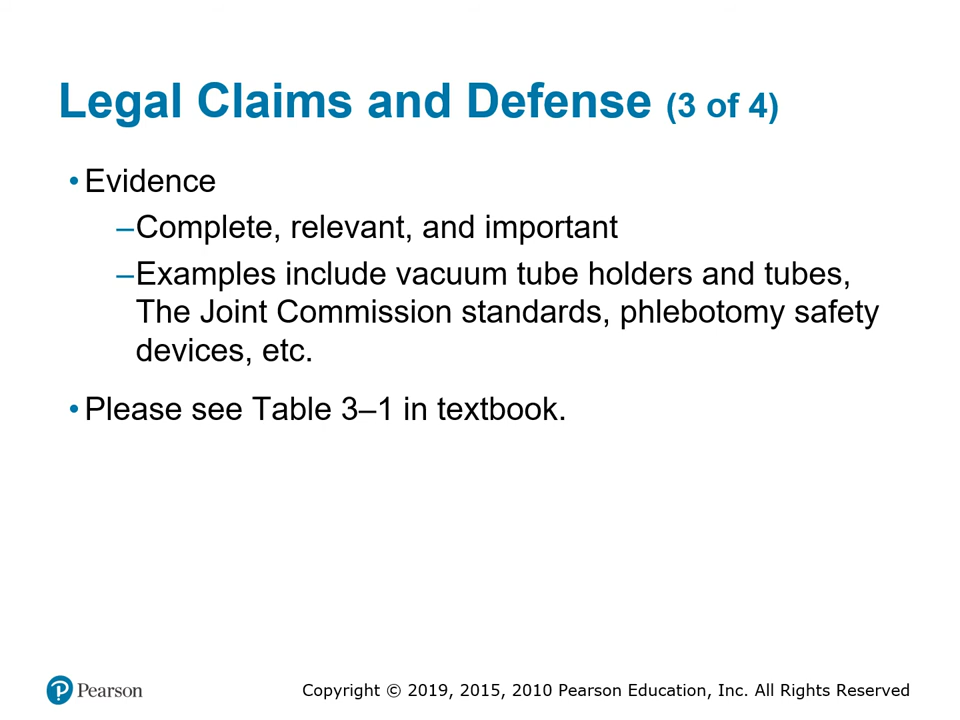 Legal Claims and Defense (3 of 4)
•Evidence
–Complete, relevant, and important
–Examples include vacuum tube holders and tubes,
The Joint Commission standards, phlebotomy safety
devices, etc.
•Please see Table 3–1 in textbook.
P Pearson
Copyright © 2019, 2015, 2010 Pearson Education, Inc. All Rights Reserved